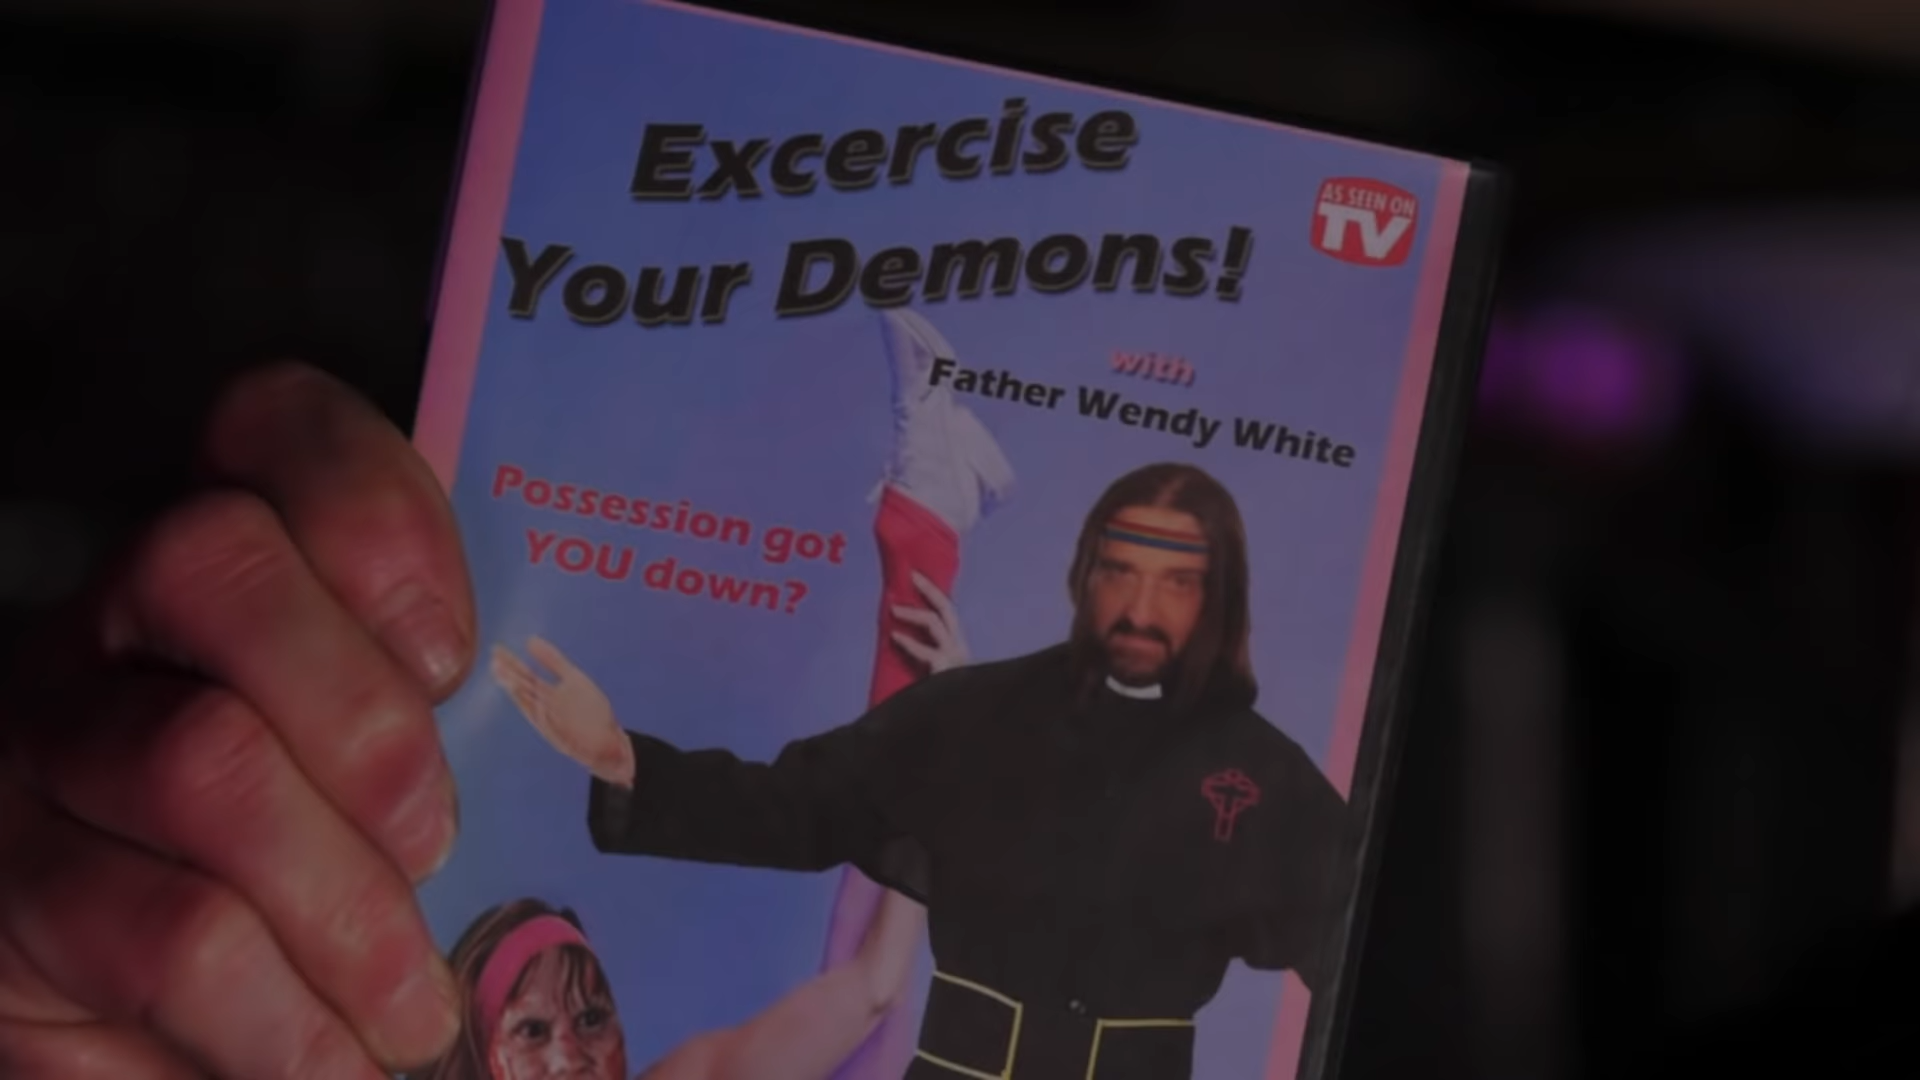 Excercise
Your Demons!
AS SEEN ON
TV
with
Father Wendy White
Possession got
YOU down?